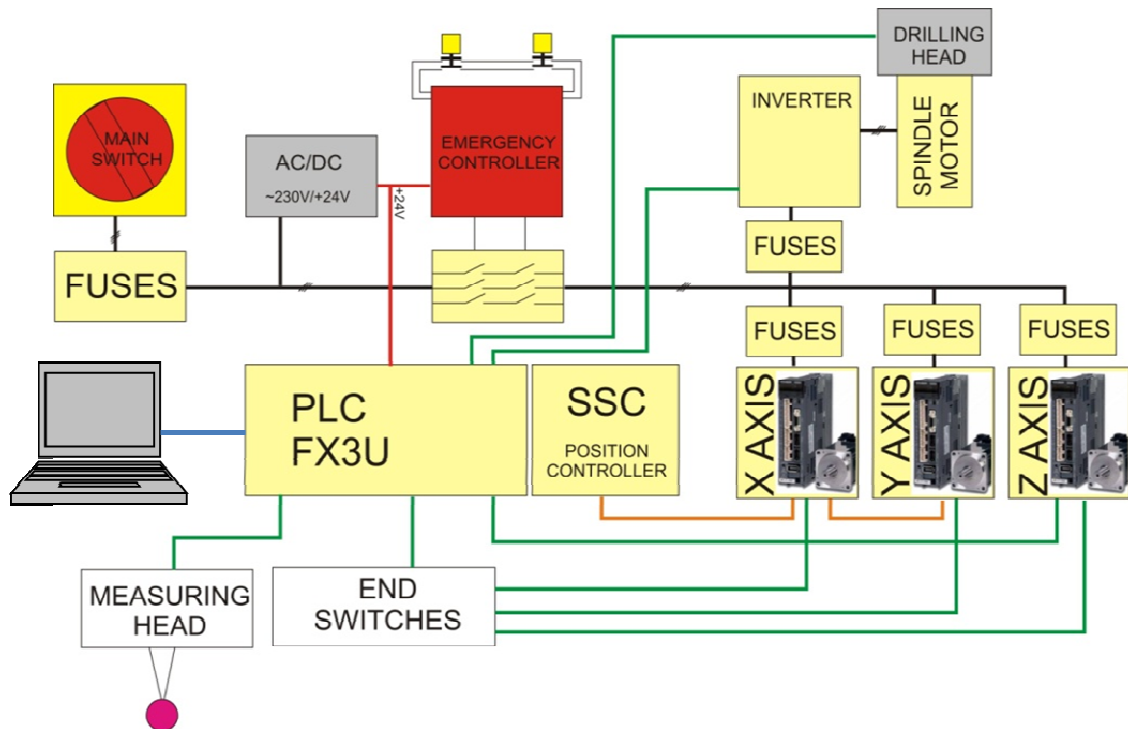 DRILLING
HEAD
INVERTER
SPINDLE
MOTOR
MAIN
SWITCH
EMERGENCY
CONTROLLER
AC/DC
~230V/+24V
+24V
FUSES
FUSES
FUSES
FUSES
FUSES
PLC
FX3U
SSC
POSITION
CONTROLLER
X AXIS
Y AXIS
Z AXIS
MEASURING
HEAD
END
SWITCHES